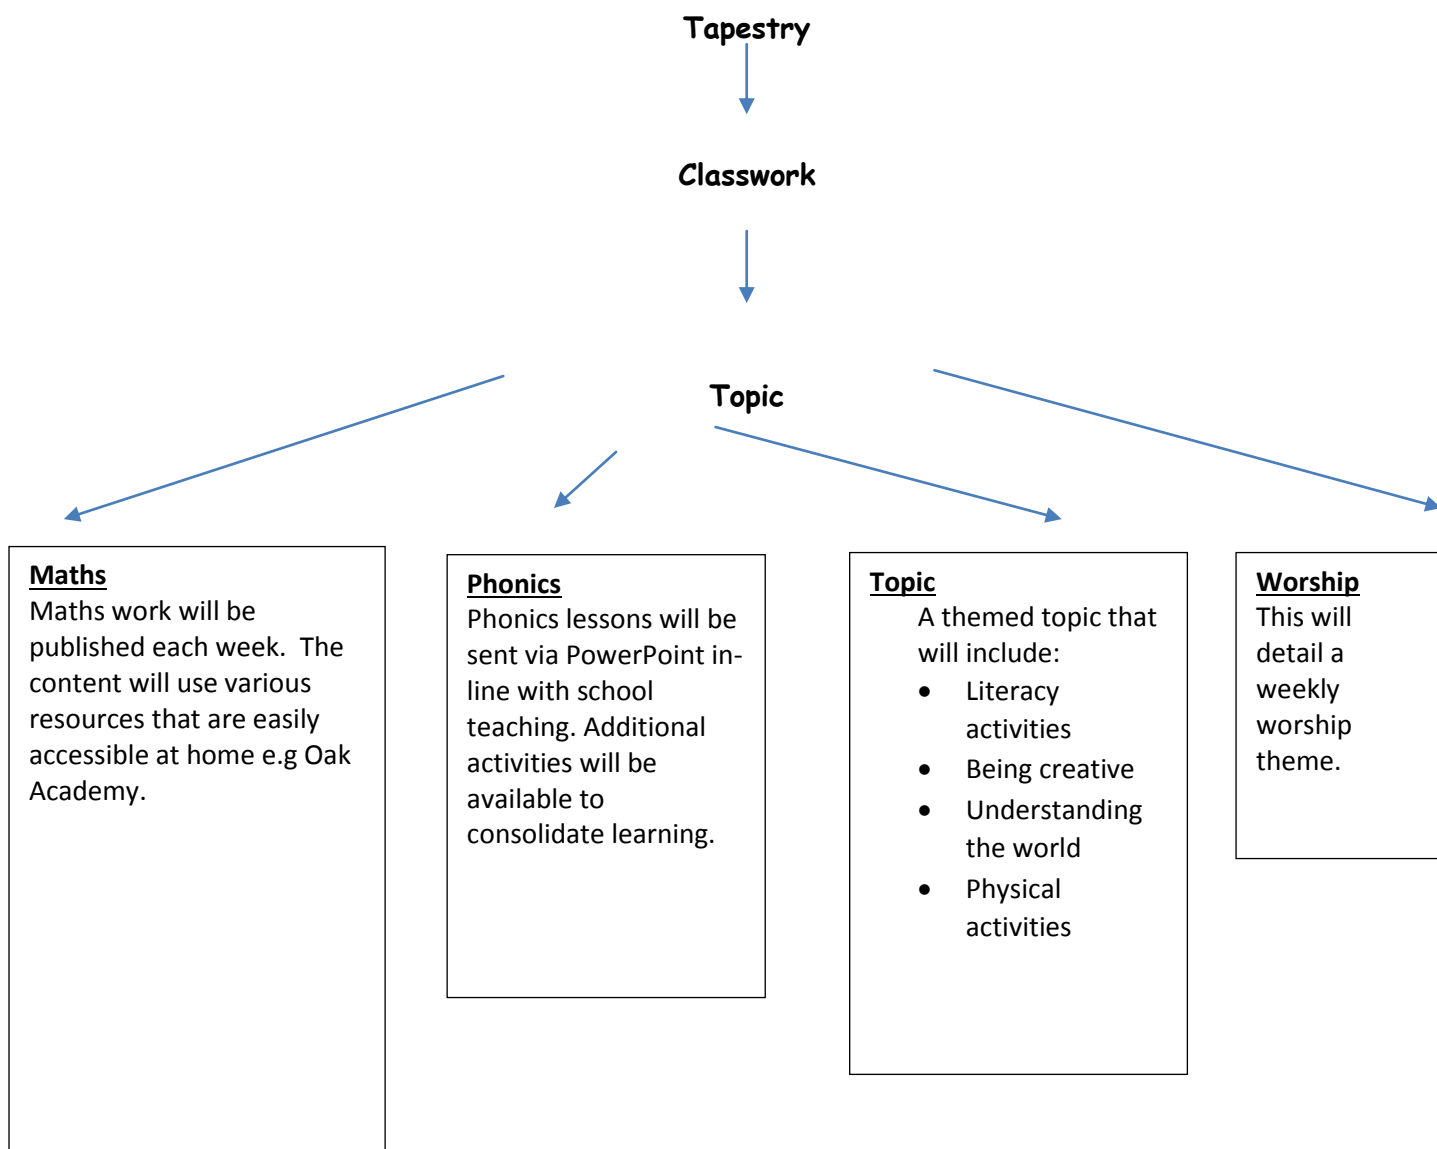 Tapestry
Classwork
Topic
Maths
Maths work will be
published each week.  The
content will use various
resources that are easily
accessible at home e.g Oak
Academy.
Phonics
Phonics lessons will be
sent via PowerPoint in-
line with school
teaching. Additional
activities will be
available to
consolidate learning.
Topic
A themed topic that
will include:
• Literacy
activities
• Being creative
• Understanding
the world
• Physical
activities
Worship
This will
detail a
weekly
worship
theme.